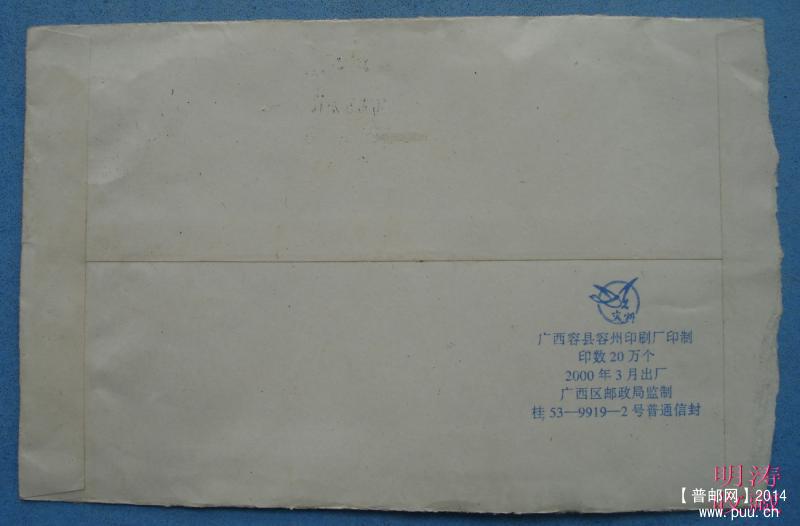 容州
广西容县容州印刷厂印制
印数20万个
2000年3月出厂
广西区邮政局监制
桂53—9919—2号普通信封
明涛
【普邮网】2014
www.puu.cn